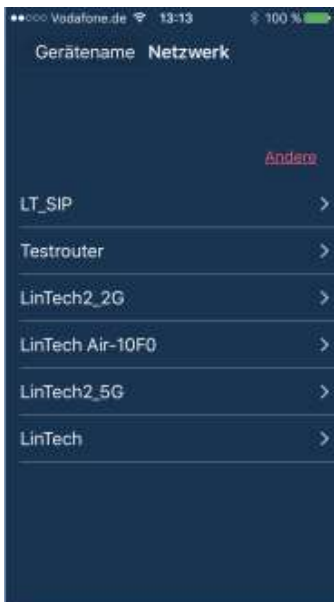 Vodafone.de 13:13 100 %
Gerätename Netzwerk
Andere
LT_SIP
Testrouter
LinTech2_2G
LinTech Air-10F0
LinTech2_5G
LinTech